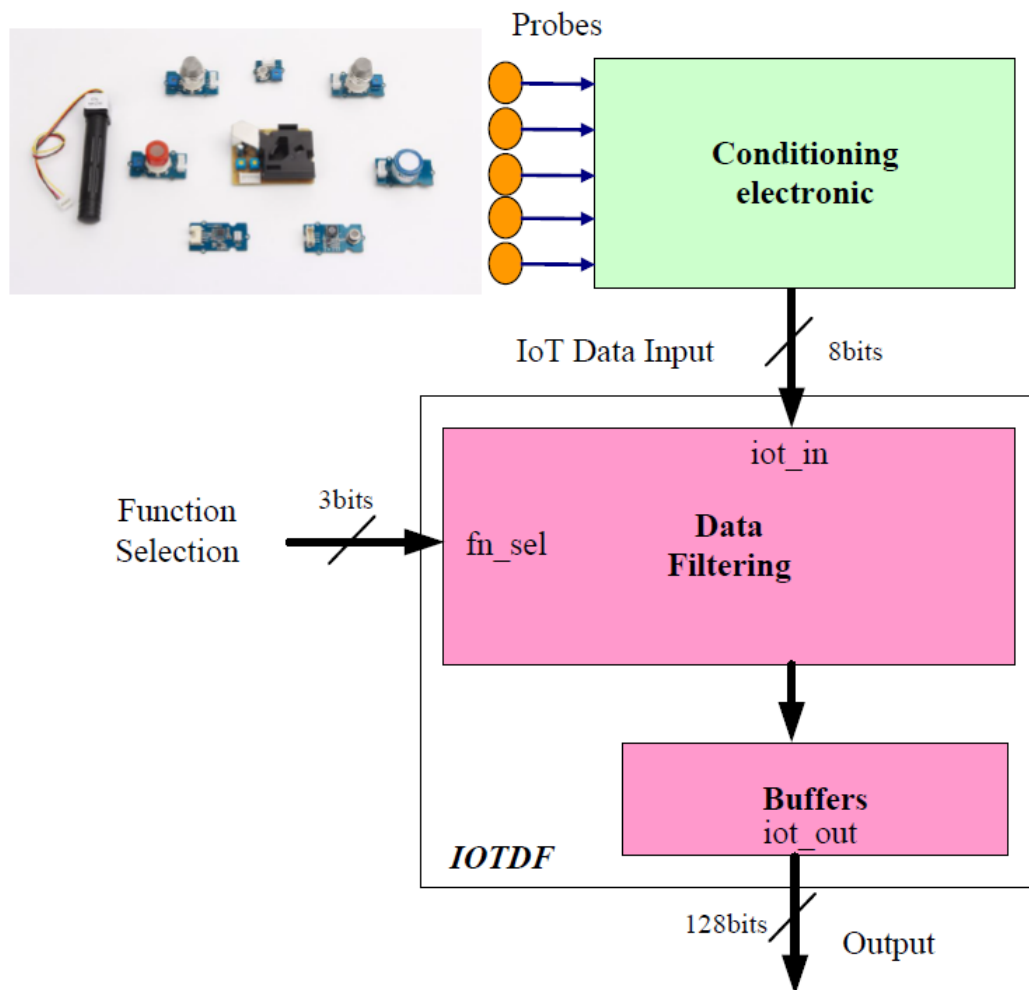 Probes
Conditioning
electronic
IoT Data Input
8bits
iot_in
3bits
Function
Selection
fn_sel
Data
Filtering
Buffers
iot_out
IOTDF
128bits
Output